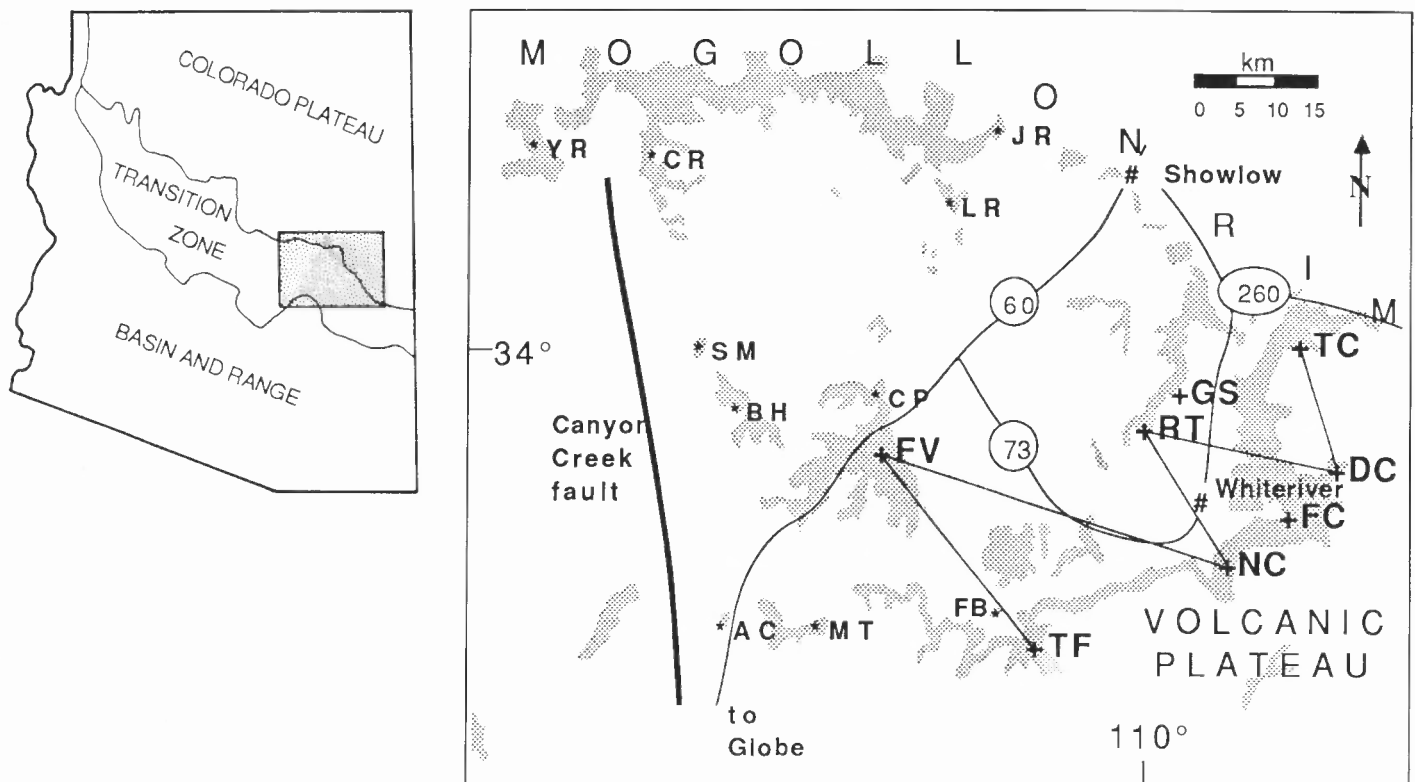 COLORADO PLATEAU
TRANSITION
ZONE
BASIN AND RANGE
MOGOLLON RIM
km
0 5 10 15
N
* YR
* CR
* JR
# Showlow
* LR
60
260
34°
* SM
+ TC
* BH
* CP
+ GS
+ RT
Canyon
Creek
fault
+ FV
73
+ DC
# Whiteriver
+ FC
+ NC
* AC
* MT
FB *
+ TF
VOLCANIC
PLATEAU
to
Globe
110°